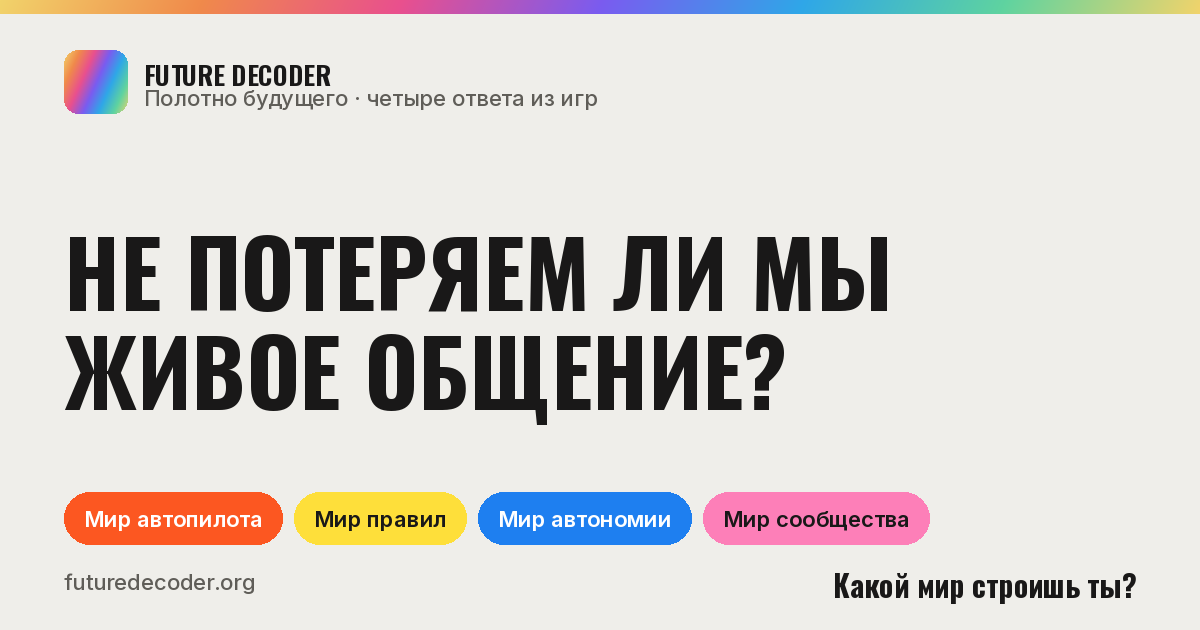 FUTURE DECODER
Полотно будущего · четыре ответа из игр
НЕ ПОТЕРЯЕМ ЛИ МЫ
ЖИВОЕ ОБЩЕНИЕ?
Мир автопилота
Мир правил
Мир автономии
Мир сообщества
futuredecoder.org
Какой мир строишь ты?